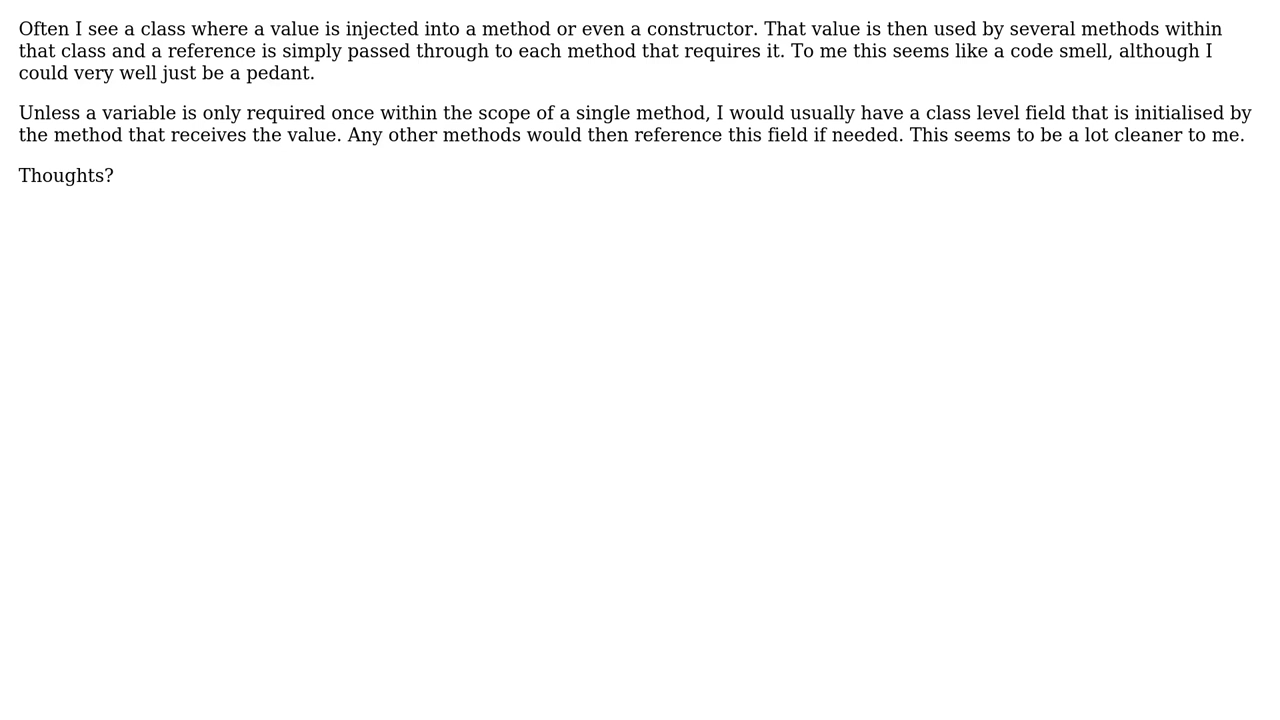 Often I see a class where a value is injected into a method or even a constructor. That value is then used by several methods within
that class and a reference is simply passed through to each method that requires it. To me this seems like a code smell, although I
could very well just be a pedant.
Unless a variable is only required once within the scope of a single method, I would usually have a class level field that is initialised by
the method that receives the value. Any other methods would then reference this field if needed. This seems to be a lot cleaner to me.
Thoughts?